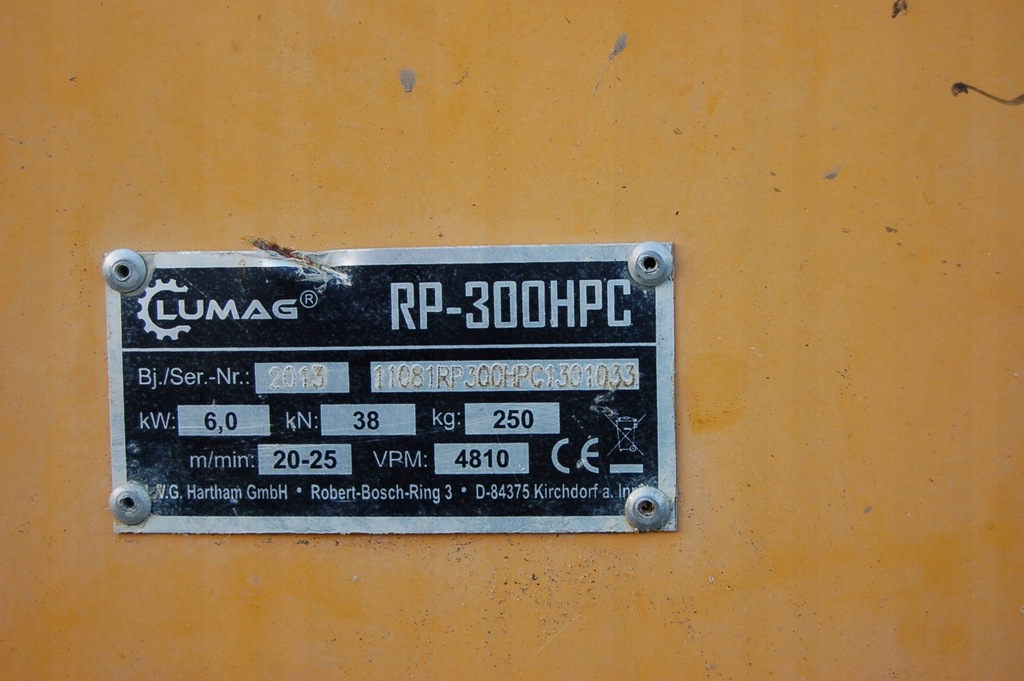 LUMAG® RP-300HPC
Bj./Ser.-Nr.: 2013 11081RP300HPC1301033
kW: 6,0 kN: 38 kg: 250
m/min: 20-25 VPM: 4810 CE
.V.G. Hartham GmbH • Robert-Bosch-Ring 3 • D-84375 Kirchdorf a. Inn